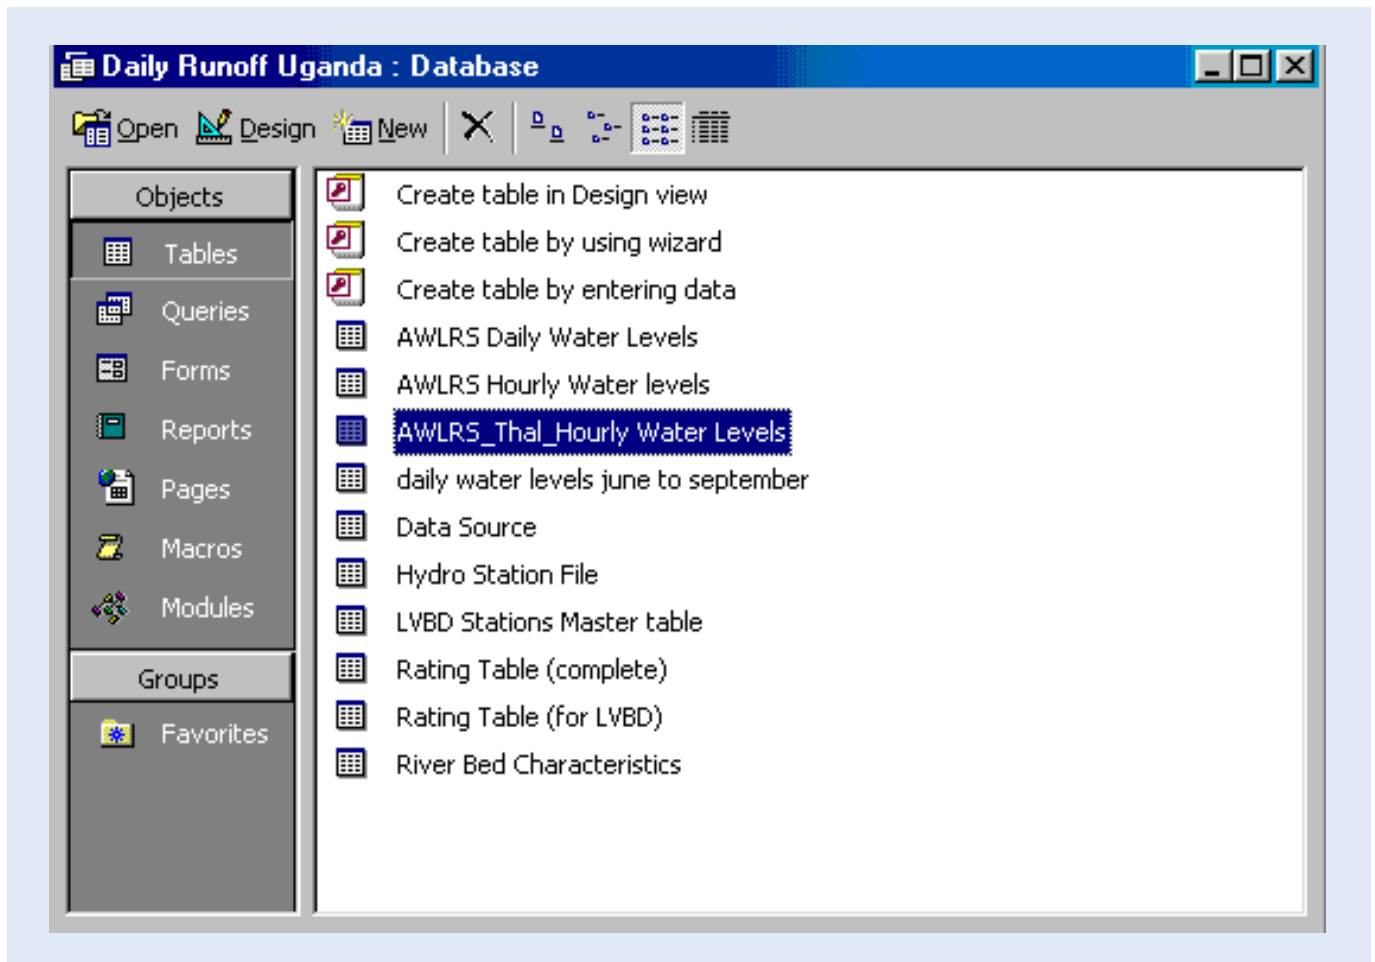 Daily Runoff Uganda : Database
Open Design New
Objects
Tables
Queries
Forms
Reports
Pages
Macros
Modules
Groups
Favorites
Create table in Design view
Create table by using wizard
Create table by entering data
AWLRS Daily Water Levels
AWLRS Hourly Water levels
AWLRS_Thal_Hourly Water Levels
daily water levels june to september
Data Source
Hydro Station File
LVBD Stations Master table
Rating Table (complete)
Rating Table (for LVBD)
River Bed Characteristics